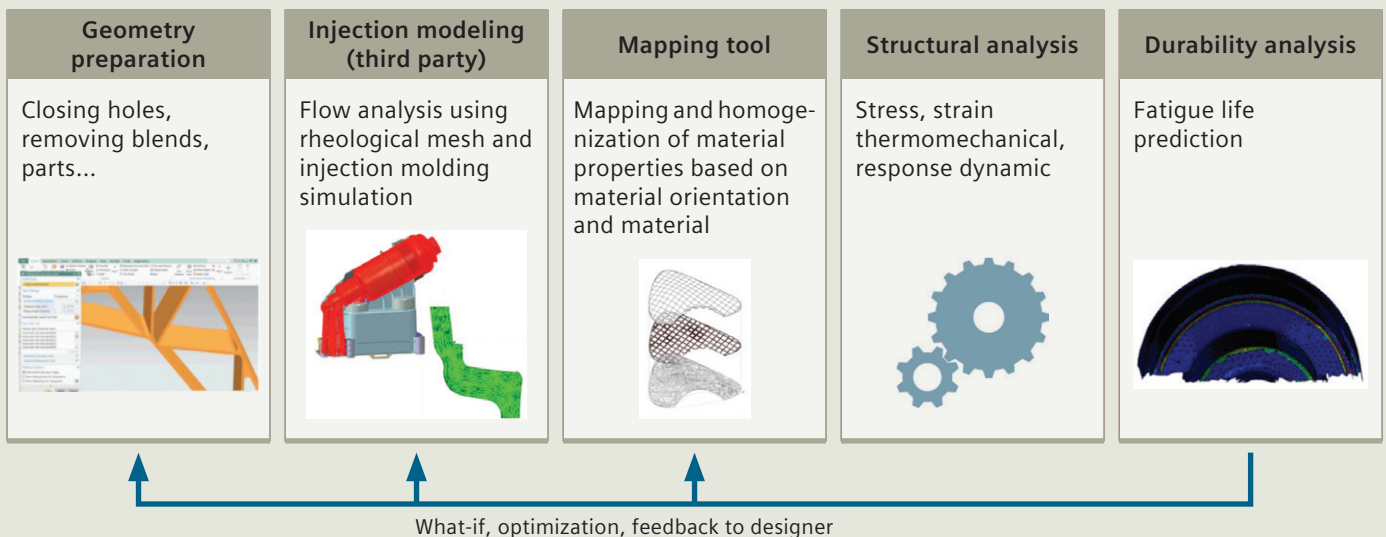 Geometry
preparation
Closing holes,
removing blends,
parts...
Injection modeling
(third party)
Flow analysis using
rheological mesh and
injection molding
simulation
Mapping tool
Mapping and homoge-
nization of material
properties based on
material orientation
and material
Structural analysis
Stress, strain
thermomechanical,
response dynamic
Durability analysis
Fatigue life
prediction
What-if, optimization, feedback to designer